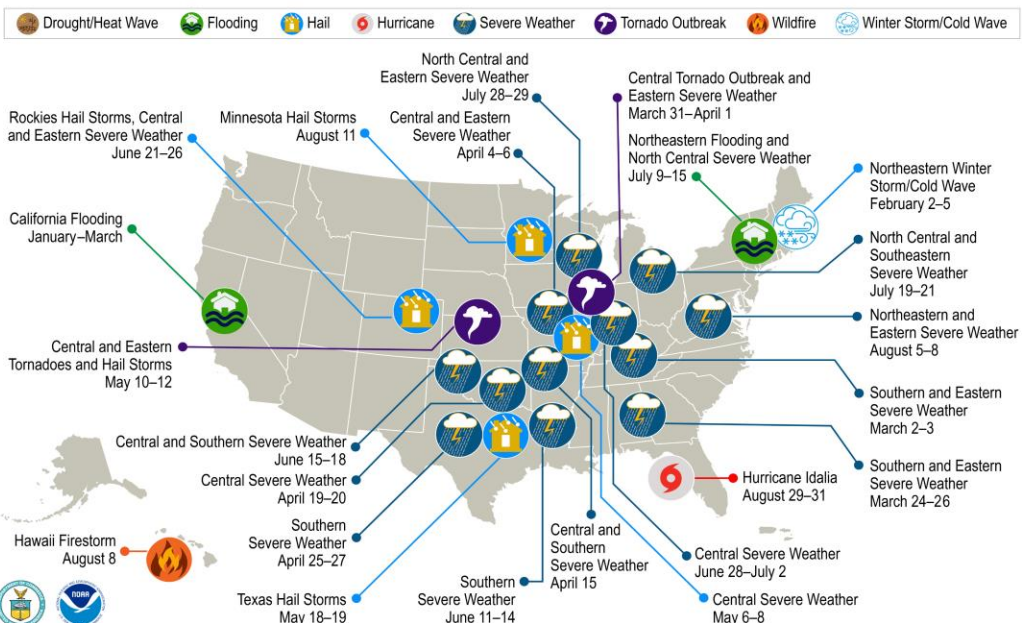 Drought/Heat Wave
Flooding
Hail
Hurricane
Severe Weather
Tornado Outbreak
Wildfire
Winter Storm/Cold Wave
North Central and
Eastern Severe Weather
July 28–29
Central Tornado Outbreak and
Eastern Severe Weather
March 31–April 1
Rockies Hail Storms, Central
and Eastern Severe Weather
June 21–26
Minnesota Hail Storms
August 11
Central and Eastern
Severe Weather
April 4–6
Northeastern Flooding and
North Central Severe Weather
July 9–15
Northeastern Winter
Storm/Cold Wave
February 2–5
California Flooding
January–March
North Central and
Southeastern
Severe Weather
July 19–21
Northeastern and
Eastern Severe Weather
August 5–8
Central and Eastern
Tornadoes and Hail Storms
May 10–12
Southern and Eastern
Severe Weather
March 2–3
Central and Southern Severe Weather
June 15–18
Southern and Eastern
Severe Weather
March 24–26
Central Severe Weather
April 19–20
Hurricane Idalia
August 29–31
Southern
Severe Weather
April 25–27
Central and
Southern
Severe Weather
April 15
Hawaii Firestorm
August 8
Central Severe Weather
June 28–July 2
Southern
Severe Weather
June 11–14
Texas Hail Storms
May 18–19
Central Severe Weather
May 6–8
NOAA